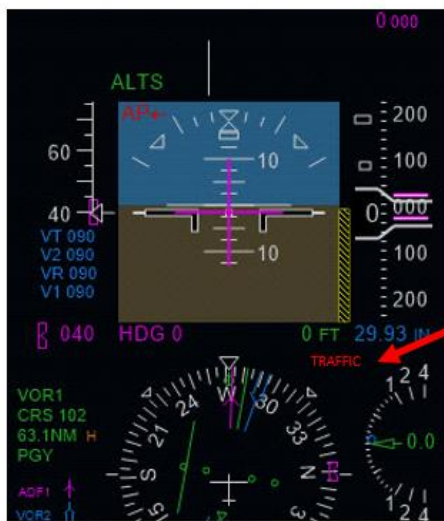 0 000
ALTS
AP←
200
60
10
100
40
0
000
VT 090
V2 090
VR 090
V1 090
10
100
200
040
HDG 0
0 FT
29.93 IN
TRAFFIC
1 2 4
VOR1
CRS 102
63.1NM H
PGY
24
W
30
S
N
3
0.0
ADF1
VOR2
1 2 4